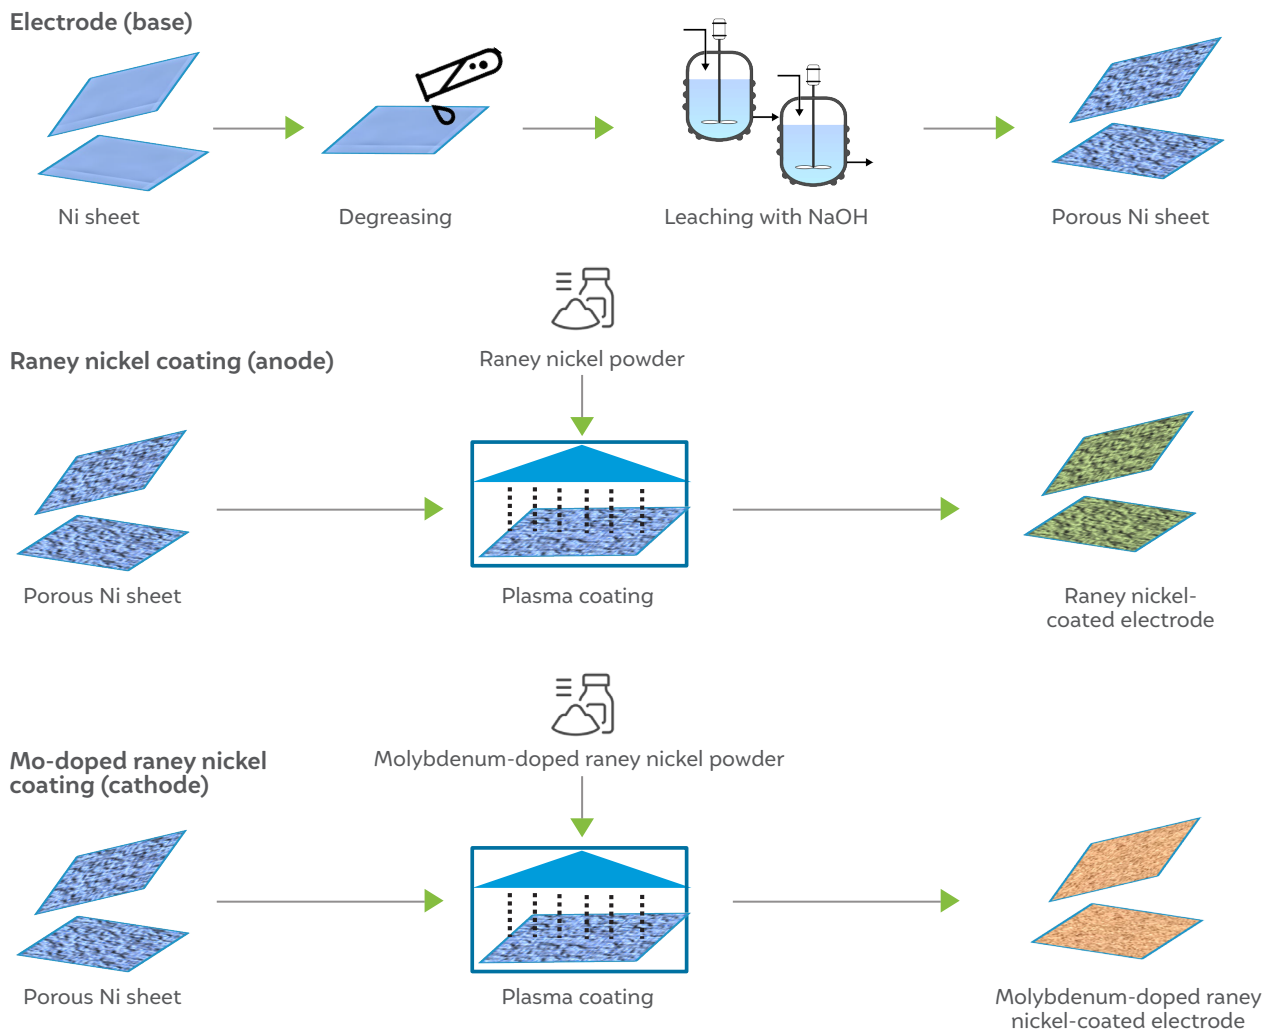 Electrode (base)
Ni sheet
Degreasing
Leaching with NaOH
Porous Ni sheet
Raney nickel powder
Raney nickel coating (anode)
Porous Ni sheet
Plasma coating
Raney nickel-
coated electrode
Mo-doped raney nickel
coating (cathode)
Molybdenum-doped raney nickel powder
Porous Ni sheet
Plasma coating
Molybdenum-doped raney
nickel-coated electrode